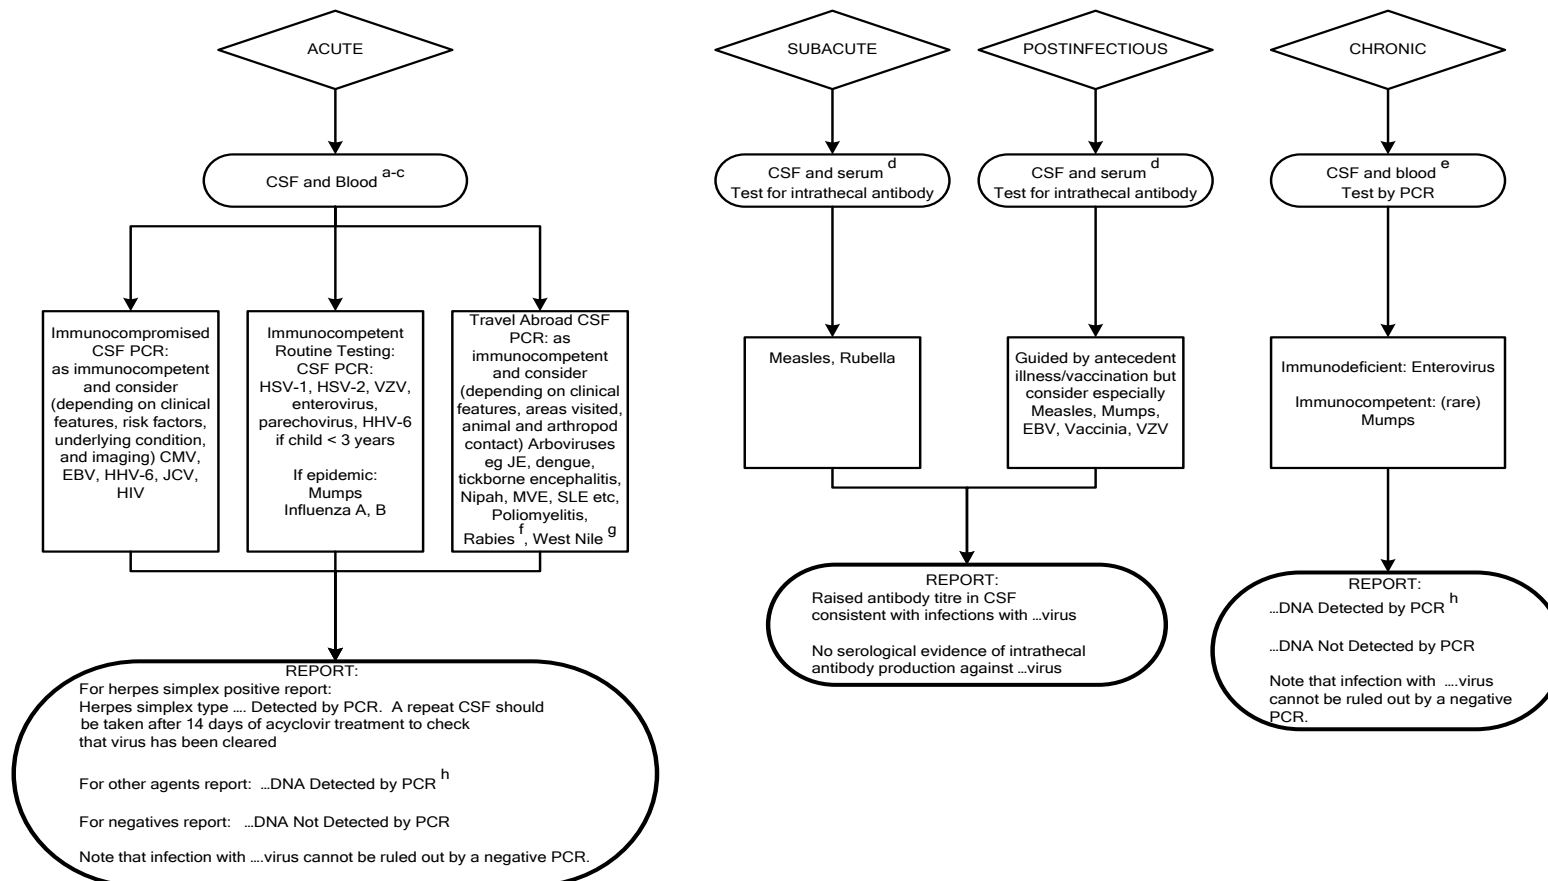 ACUTE
CSF and Blood a-c
Immunocompromised
CSF PCR:
as immunocompetent
and consider
(depending on clinical
features, risk factors,
underlying condition,
and imaging) CMV,
EBV, HHV-6, JCV,
HIV
Immunocompetent
Routine Testing:
CSF PCR:
HSV-1, HSV-2, VZV,
enterovirus,
parechovirus, HHV-6
if child < 3 years
If epidemic:
Mumps
Influenza A, B
Travel Abroad CSF
PCR: as
immunocompetent
and consider
(depending on clinical
features, areas visited,
animal and arthropod
contact) Arboviruses
eg JE, dengue,
tickborne encephalitis,
Nipah, MVE, SLE etc,
Poliomyelitis,
Rabies f, West Nile g
REPORT:
For herpes simplex positive report:
Herpes simplex type .... Detected by PCR. A repeat CSF should
be taken after 14 days of acyclovir treatment to check
that virus has been cleared
For other agents report: ...DNA Detected by PCR h
For negatives report: ...DNA Not Detected by PCR
Note that infection with ....virus cannot be ruled out by a negative PCR.
SUBACUTE
CSF and serum d
Test for intrathecal antibody
Measles, Rubella
POSTINFECTIOUS
CSF and serum d
Test for intrathecal antibody
Guided by antecedent
illness/vaccination but
consider especially
Measles, Mumps,
EBV, Vaccinia, VZV
REPORT:
Raised antibody titre in CSF
consistent with infections with ...virus
No serological evidence of intrathecal
antibody production against ...virus
CHRONIC
CSF and blood e
Test by PCR
Immunodeficient: Enterovirus
Immunocompetent: (rare)
Mumps
REPORT:
...DNA Detected by PCR h
...DNA Not Detected by PCR
Note that infection with ....virus
cannot be ruled out by a negative
PCR.